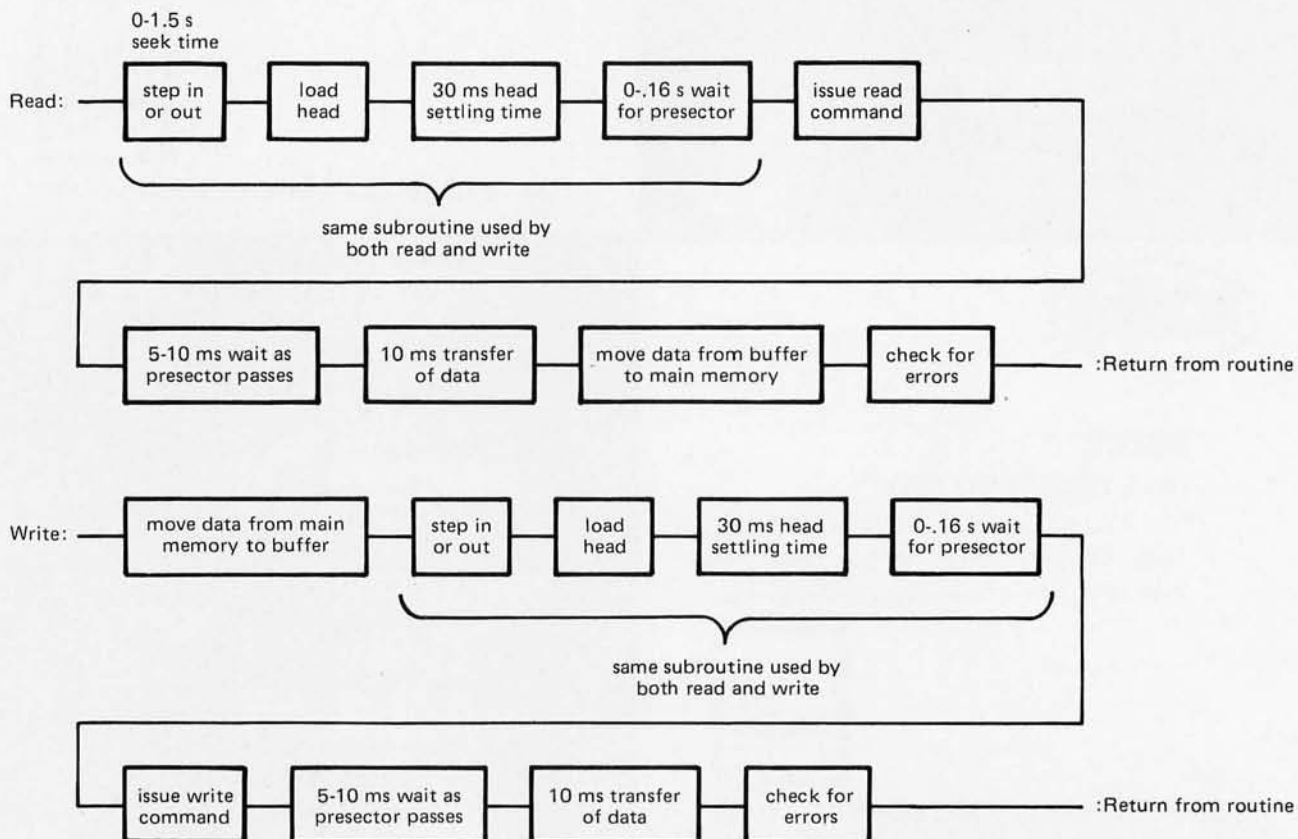 0-1.5 s
seek time
Read:
step in
or out
load
head
30 ms head
settling time
0-.16 s wait
for presector
issue read
command
same subroutine used by
both read and write
5-10 ms wait as
presector passes
10 ms transfer
of data
move data from buffer
to main memory
check for
errors
:Return from routine
Write:
move data from main
memory to buffer
step in
or out
load
head
30 ms head
settling time
0-.16 s wait
for presector
same subroutine used by
both read and write
issue write
command
5-10 ms wait as
presector passes
10 ms transfer
of data
check for
errors
:Return from routine